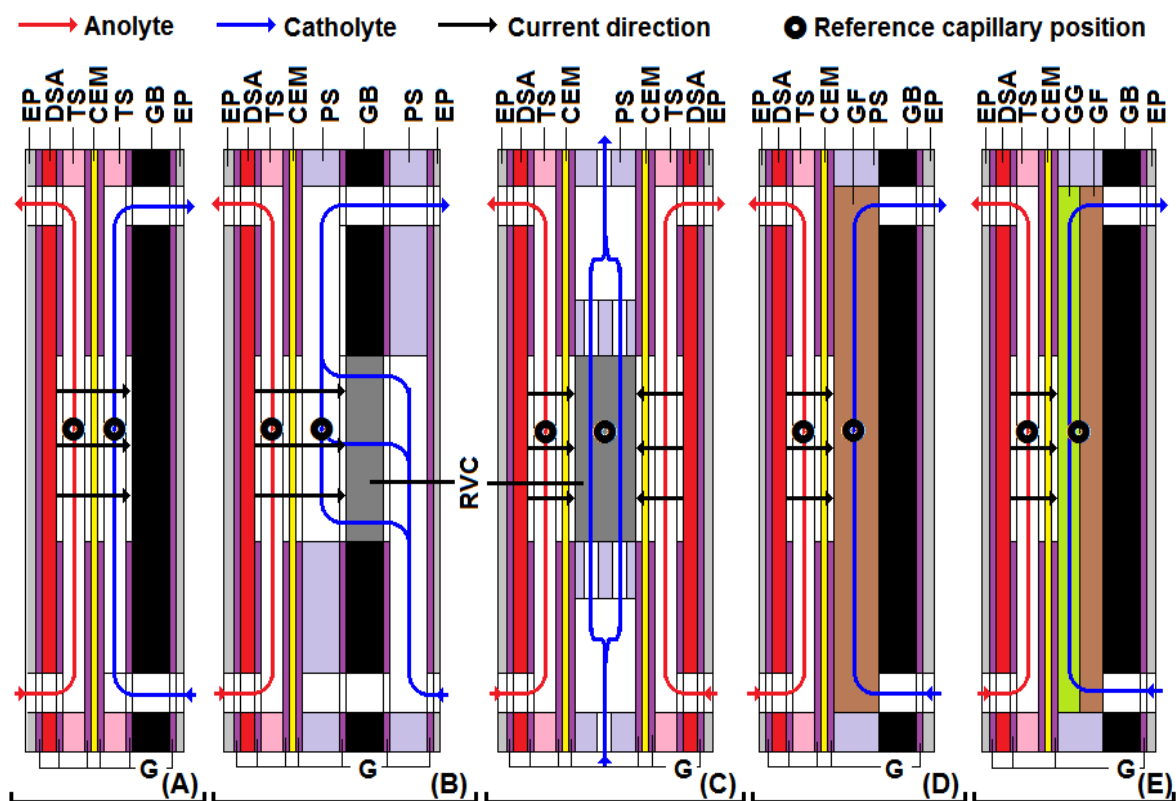 Anolyte Catholyte Current direction Reference capillary position
EP DSA TS CEM TS GB EP EP DSA TS CEM PS GB PS EP EP DSA TS CEM PS CEM TS DSA EP EP DSA TS CEM GF PS GB EP EP DSA TS CEM GG GF GB EP
RVC
G G G G G
(A) (B) (C) (D) (E)